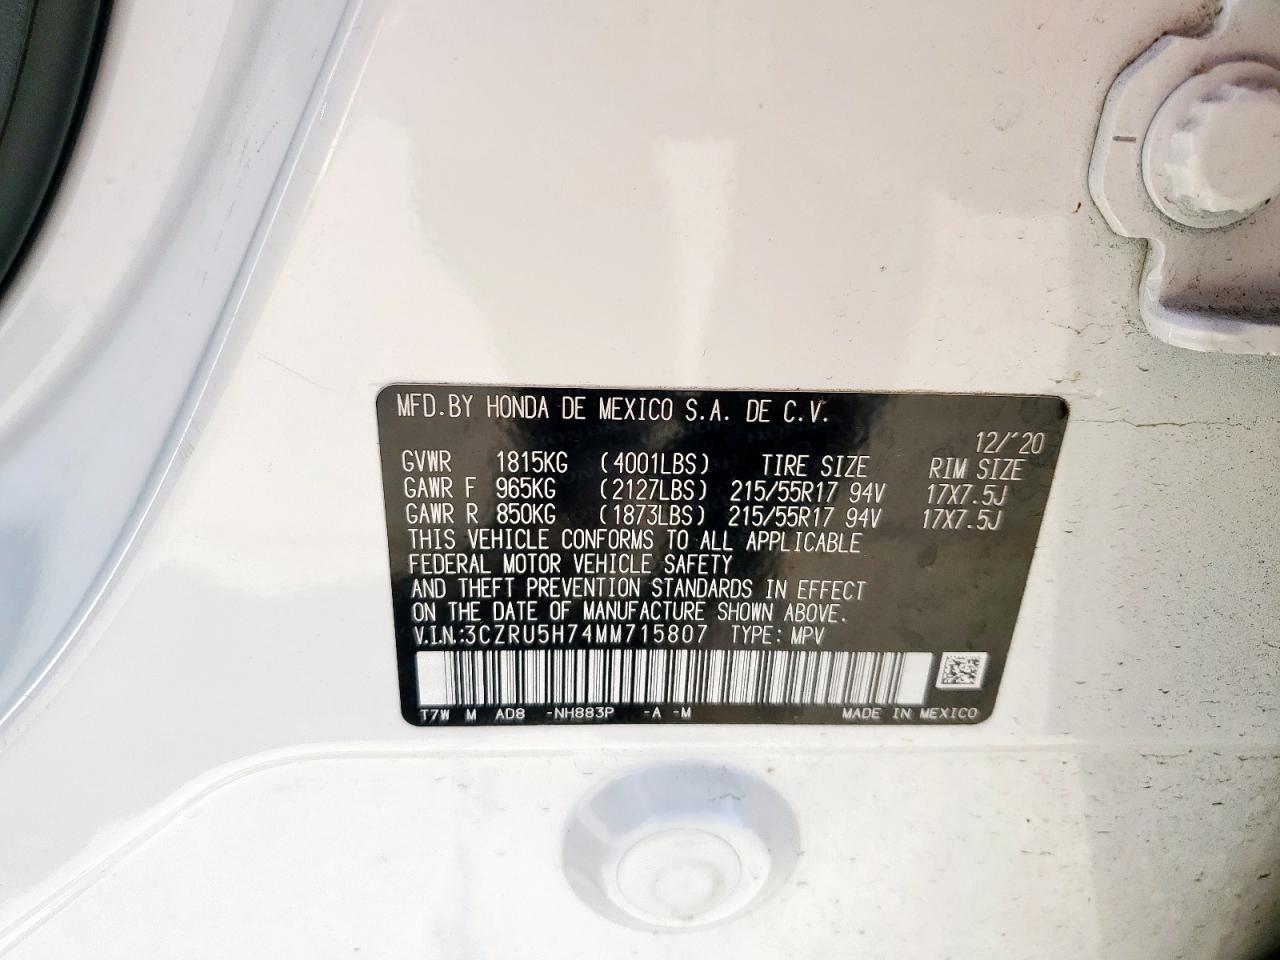 MFD.BY HONDA DE MEXICO S.A. DE C.V.
12/'20
GVWR 1815KG (4001LBS) TIRE SIZE RIM SIZE
GAWR F 965KG (2127LBS) 215/55R17 94V 17X7.5J
GAWR R 850KG (1873LBS) 215/55R17 94V 17X7.5J
THIS VEHICLE CONFORMS TO ALL APPLICABLE
FEDERAL MOTOR VEHICLE SAFETY
AND THEFT PREVENTION STANDARDS IN EFFECT
ON THE DATE OF MANUFACTURE SHOWN ABOVE.
V.I.N.:3CZRU5H74MM715807 TYPE: MPV
T7W M AD8 -NH883P -A -M MADE IN MEXICO